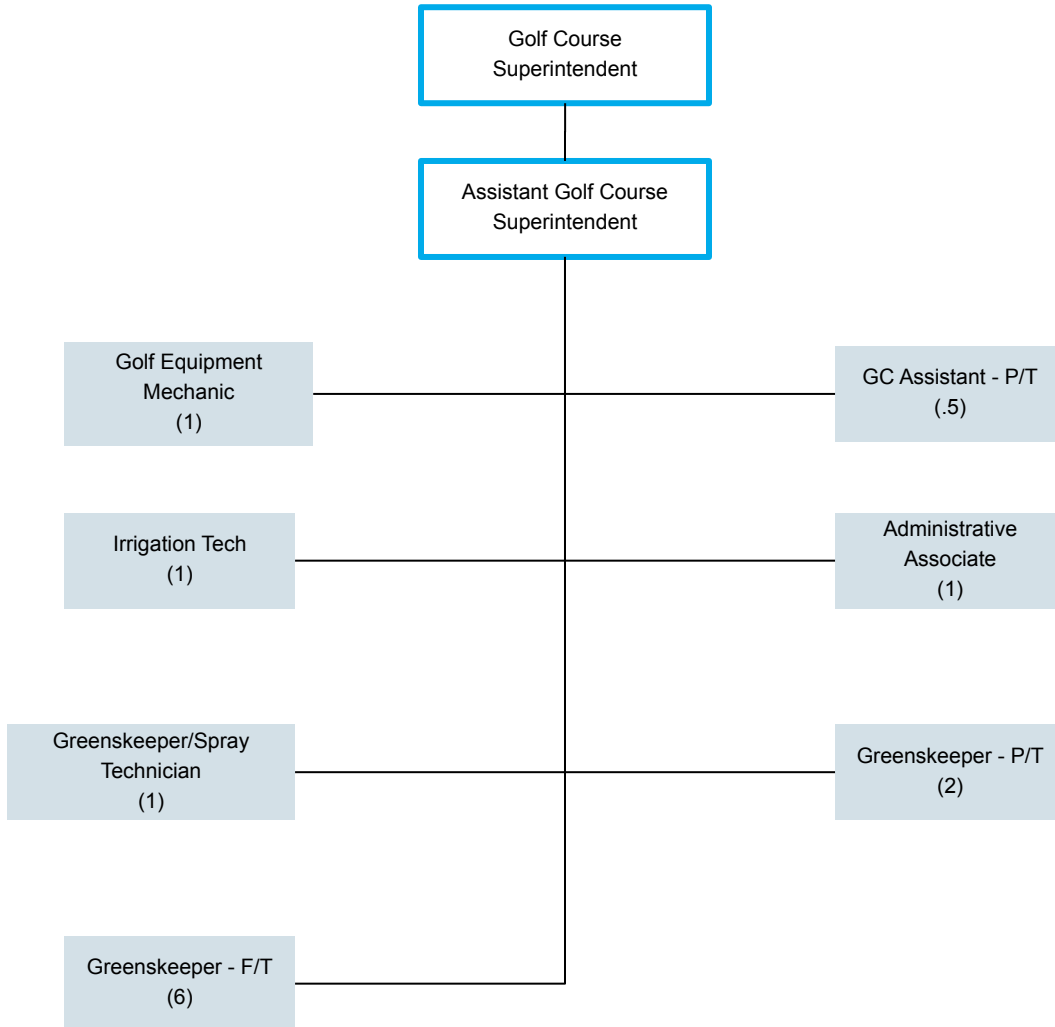 Golf Course
Superintendent
Assistant Golf Course
Superintendent
Golf Equipment
Mechanic
(1)
GC Assistant - P/T
(.5)
Irrigation Tech
(1)
Administrative
Associate
(1)
Greenskeeper/Spray
Technician
(1)
Greenskeeper - P/T
(2)
Greenskeeper - F/T
(6)